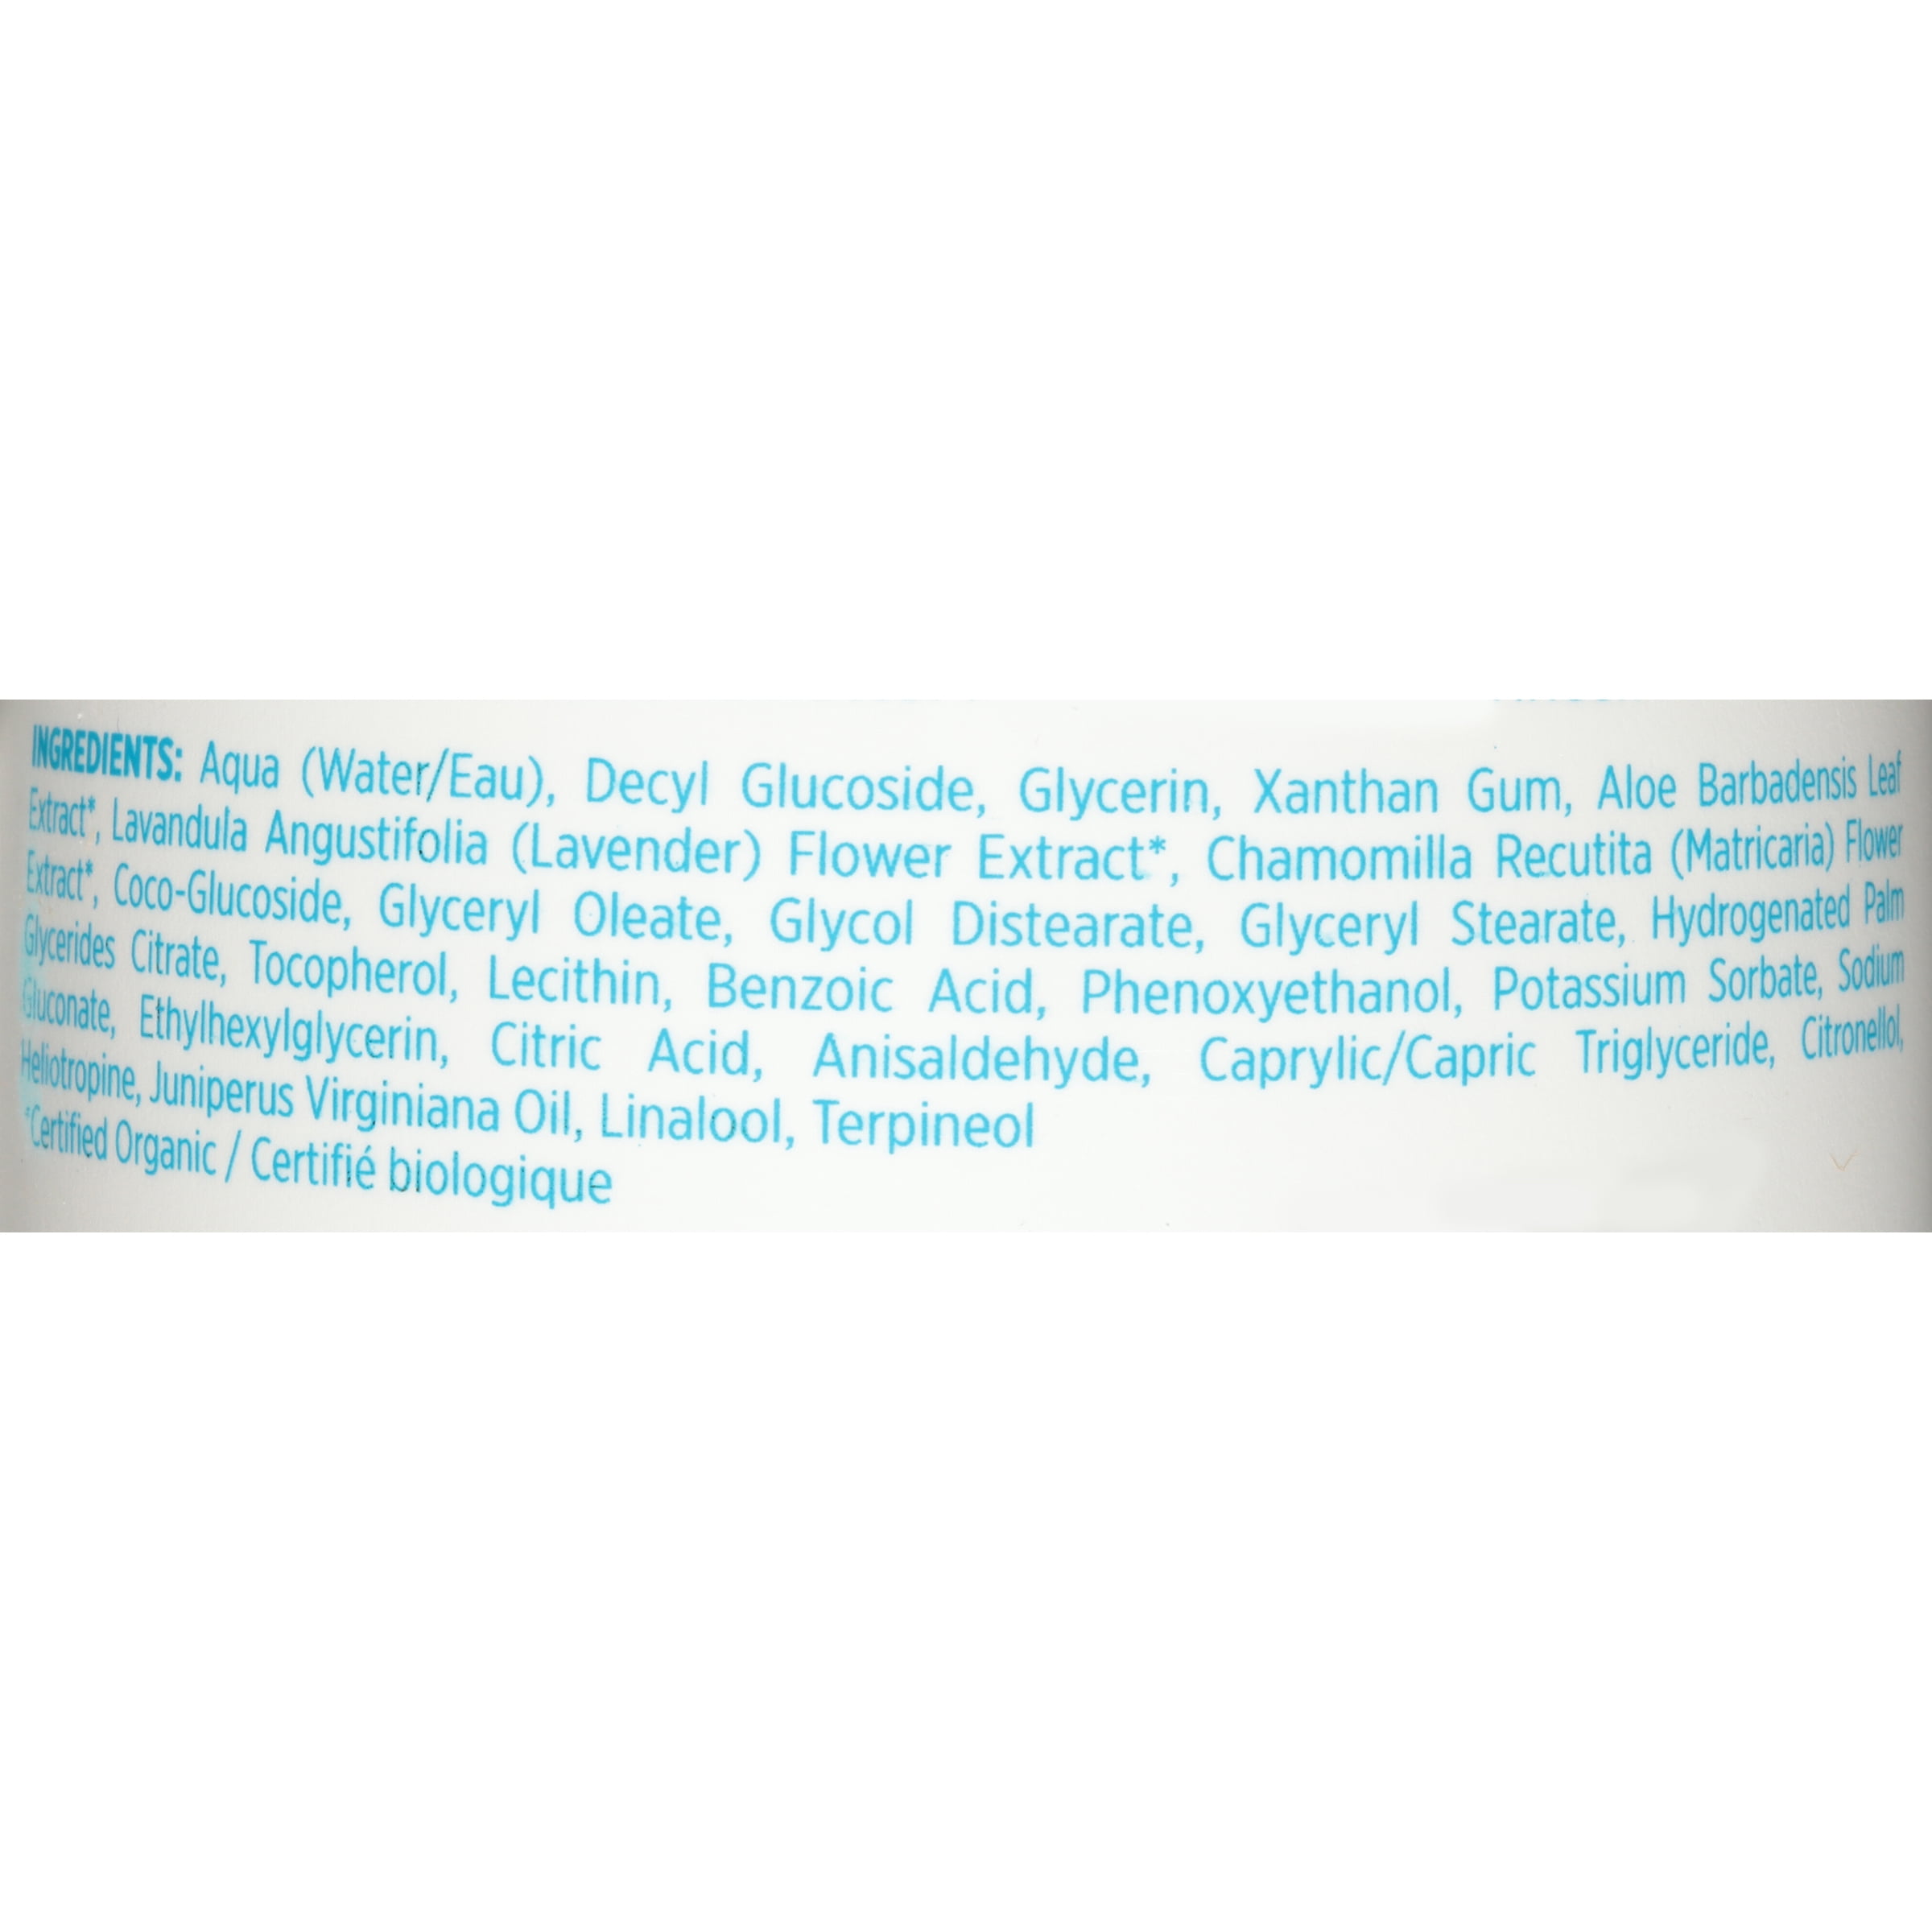 INGREDIENTS: Aqua (Water/Eau), Decyl Glucoside, Glycerin, Xanthan Gum, Aloe Barbadensis Leaf
Extract*, Lavandula Angustifolia (Lavender) Flower Extract*, Chamomilla Recutita (Matricaria) Flower
Extract*, Coco-Glucoside, Glyceryl Oleate, Glycol Distearate, Glyceryl Stearate, Hydrogenated Palm
Glycerides Citrate, Tocopherol, Lecithin, Benzoic Acid, Phenoxyethanol, Potassium Sorbate, Sodium
Gluconate, Ethylhexylglycerin, Citric Acid, Anisaldehyde, Caprylic/Capric Triglyceride, Citronellol,
Heliotropine, Juniperus Virginiana Oil, Linalool, Terpineol
*Certified Organic / Certifié biologique